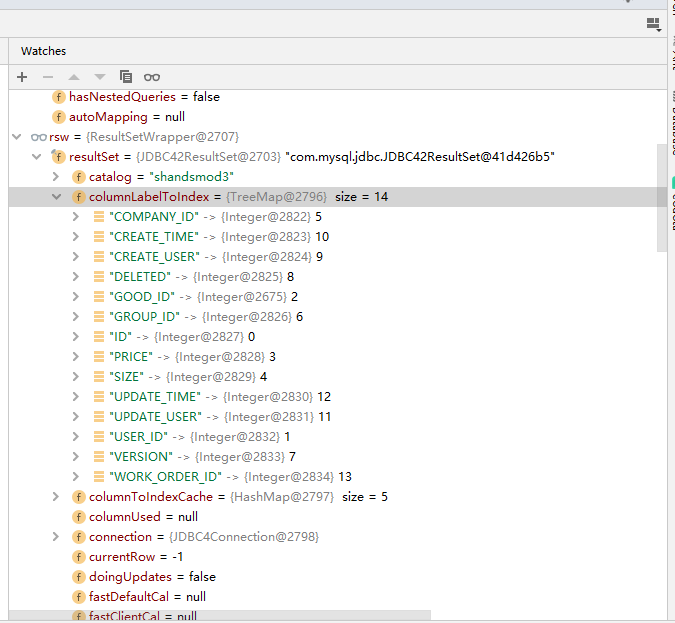 Watches
f hasNestedQueries = false
f autoMapping = null
rsw = {ResultSetWrapper@2707}
f resultSet = {JDBC42ResultSet@2703} "com.mysql.jdbc.JDBC42ResultSet@41d426b5"
f catalog = "shandsmod3"
f columnLabelToIndex = {TreeMap@2796} size = 14
"COMPANY_ID" -> {Integer@2822} 5
"CREATE_TIME" -> {Integer@2823} 10
"CREATE_USER" -> {Integer@2824} 9
"DELETED" -> {Integer@2825} 8
"GOOD_ID" -> {Integer@2675} 2
"GROUP_ID" -> {Integer@2826} 6
"ID" -> {Integer@2827} 0
"PRICE" -> {Integer@2828} 3
"SIZE" -> {Integer@2829} 4
"UPDATE_TIME" -> {Integer@2830} 12
"UPDATE_USER" -> {Integer@2831} 11
"USER_ID" -> {Integer@2832} 1
"VERSION" -> {Integer@2833} 7
"WORK_ORDER_ID" -> {Integer@2834} 13
f columnToIndexCache = {HashMap@2797} size = 5
f columnUsed = null
f connection = {JDBC4Connection@2798}
f currentRow = -1
f doingUpdates = false
f fastDefaultCal = null
f fastClientCal = null